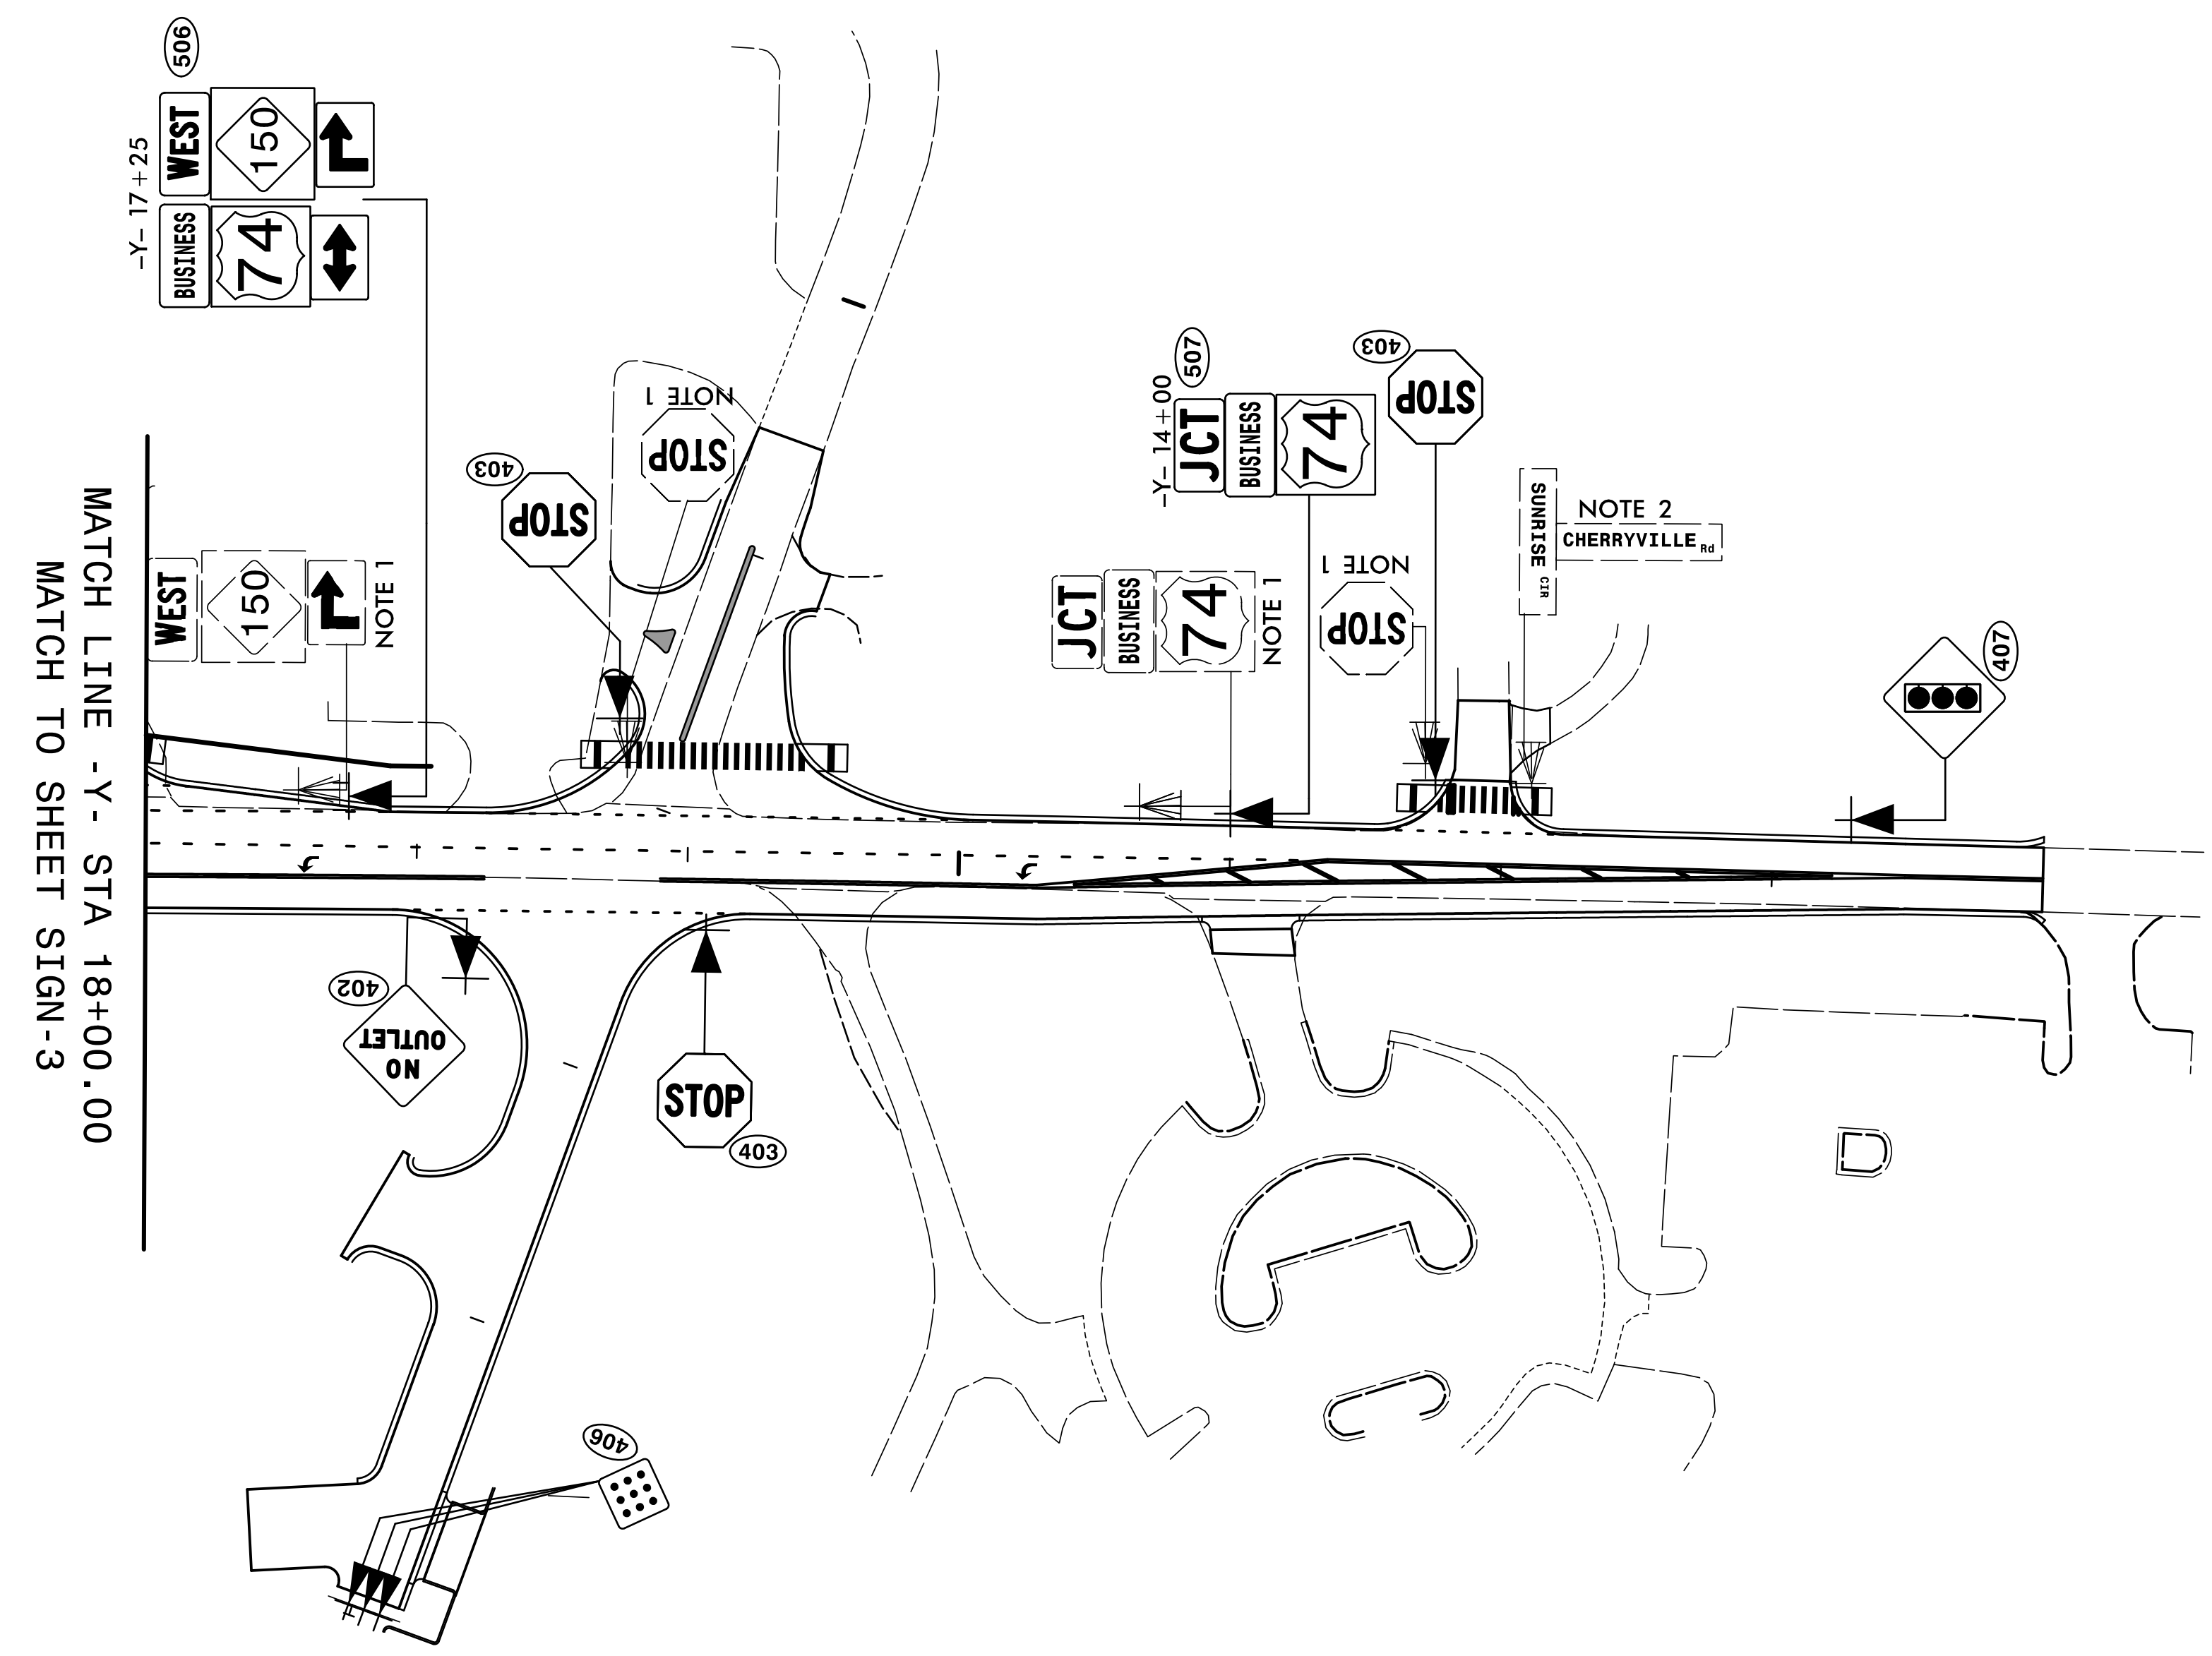 506
-Y- 17+25
WEST
150
BUSINESS
74
MATCH LINE -Y- STA 18+00.00
MATCH TO SHEET SIGN-3
WEST
150
NOTE 1
403
STOP
NOTE 1
STOP
-Y- 14+00
507
JCT
BUSINESS
74
403
STOP
JCT
BUSINESS
74
NOTE 1
NOTE 1
STOP
SUNRISE CIR
NOTE 2
CHERRYVILLE Rd
407
402
NO
OUTLET
STOP
403
406